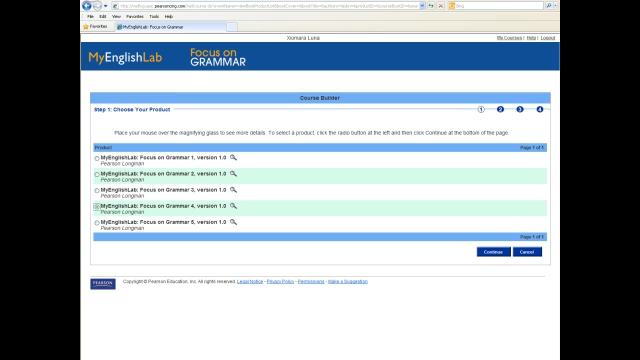 File Edit View Favorites Tools Help
Favorites MyEnglishLab: Focus on Grammar
Xiomara Luna My Courses | Help | Logout
MyEnglishLab Focus on
GRAMMAR
Course Builder
Step 1: Choose Your Product 1 2 3 4
Place your mouse over the magnifying glass to see more details. To select a product, click the radio button at the left and then click Continue at the bottom of the page.
Product Page 1 of 1
MyEnglishLab: Focus on Grammar 1, version 1.0
Pearson Longman
MyEnglishLab: Focus on Grammar 2, version 1.0
Pearson Longman
MyEnglishLab: Focus on Grammar 3, version 1.0
Pearson Longman
MyEnglishLab: Focus on Grammar 4, version 1.0
Pearson Longman
MyEnglishLab: Focus on Grammar 5, version 1.0
Pearson Longman
Page 1 of 1
Continue Cancel
PEARSON Copyright © Pearson Education, Inc. All rights reserved. Legal Notice - Privacy Policy - Permissions - Make a Suggestion